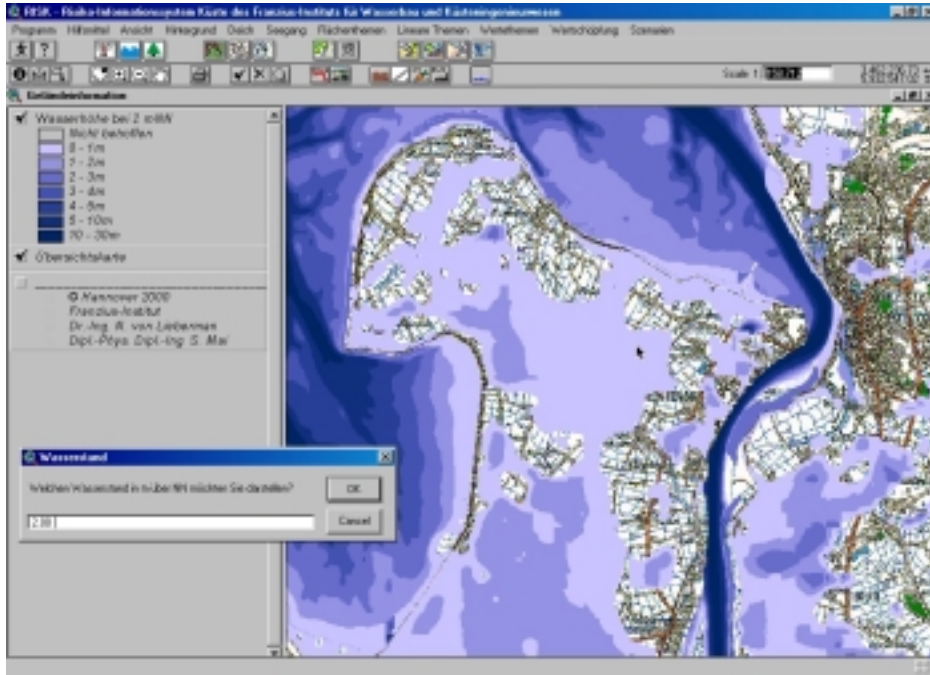 RISK - Risiko-Informationssystem Küste des Franzius-Instituts für Wasserbau und Küsteningenieurwesen
Programm Hilfsmittel Ansicht Hintergrund Deich Seegang Flächenthemen Lineare Themen Wertethemen Wertschöpfung Szenarien
Scale 1:
Geländeinformation
Wasserhöhe bei 2 mNN
Nicht betroffen
0 - 1m
1 - 2m
2 - 3m
3 - 4m
4 - 5m
5 - 10m
10 - 30m
Übersichtskarte
© Hannover 2000
Franzius-Institut
Dr.-Ing. N. von Lieberman
Dipl.-Phys. Dipl.-Ing S. Mai
Wasserstand
Welchen Wasserstand in m über NN möchten Sie darstellen?
OK
Cancel